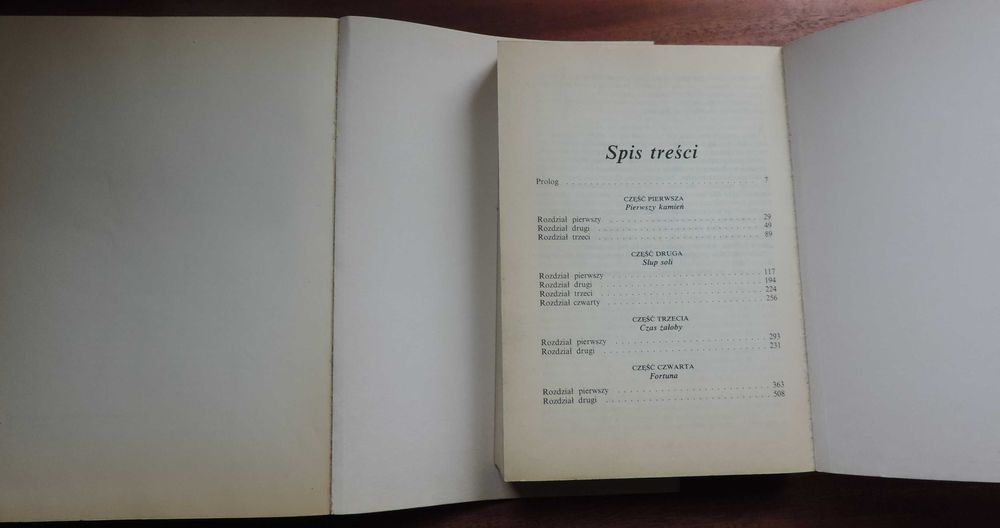 Spis treści
Prolog . . . . . . . . . . . . . . . . . . . . . . . . . . . . 7
CZĘŚĆ PIERWSZA
Pierwszy kamień
Rozdział pierwszy . . . . . . . . . . . . . . . . . . . . . . 29
Rozdział drugi . . . . . . . . . . . . . . . . . . . . . . . . 49
Rozdział trzeci . . . . . . . . . . . . . . . . . . . . . . . . 89
CZĘŚĆ DRUGA
Słup soli
Rozdział pierwszy . . . . . . . . . . . . . . . . . . . . . . 117
Rozdział drugi . . . . . . . . . . . . . . . . . . . . . . . . 194
Rozdział trzeci . . . . . . . . . . . . . . . . . . . . . . . . 224
Rozdział czwarty . . . . . . . . . . . . . . . . . . . . . . 256
CZĘŚĆ TRZECIA
Czas żałoby
Rozdział pierwszy . . . . . . . . . . . . . . . . . . . . . . 293
Rozdział drugi . . . . . . . . . . . . . . . . . . . . . . . . 231
CZĘŚĆ CZWARTA
Fortuna
Rozdział pierwszy . . . . . . . . . . . . . . . . . . . . . . 363
Rozdział drugi . . . . . . . . . . . . . . . . . . . . . . . . 508